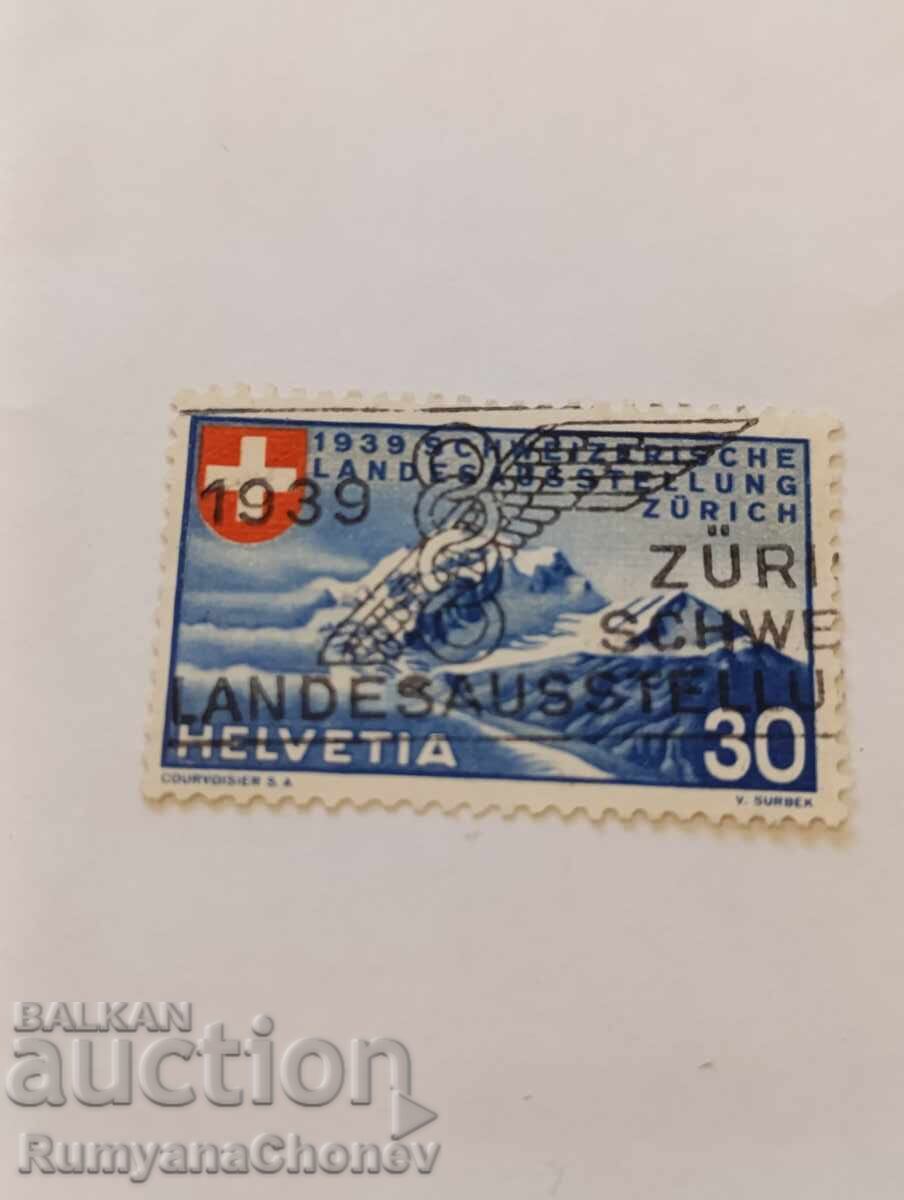 1939 SCHWEIZERISCHE
LANDESAUSSTELLUNG
ZÜRICH
1939
ZÜRI
SCHWE
LANDESAUSSTELLU
HELVETIA
30
COURVOISIER S.A
V. SURBEK
BALKAN
auction
RumyanaChonev